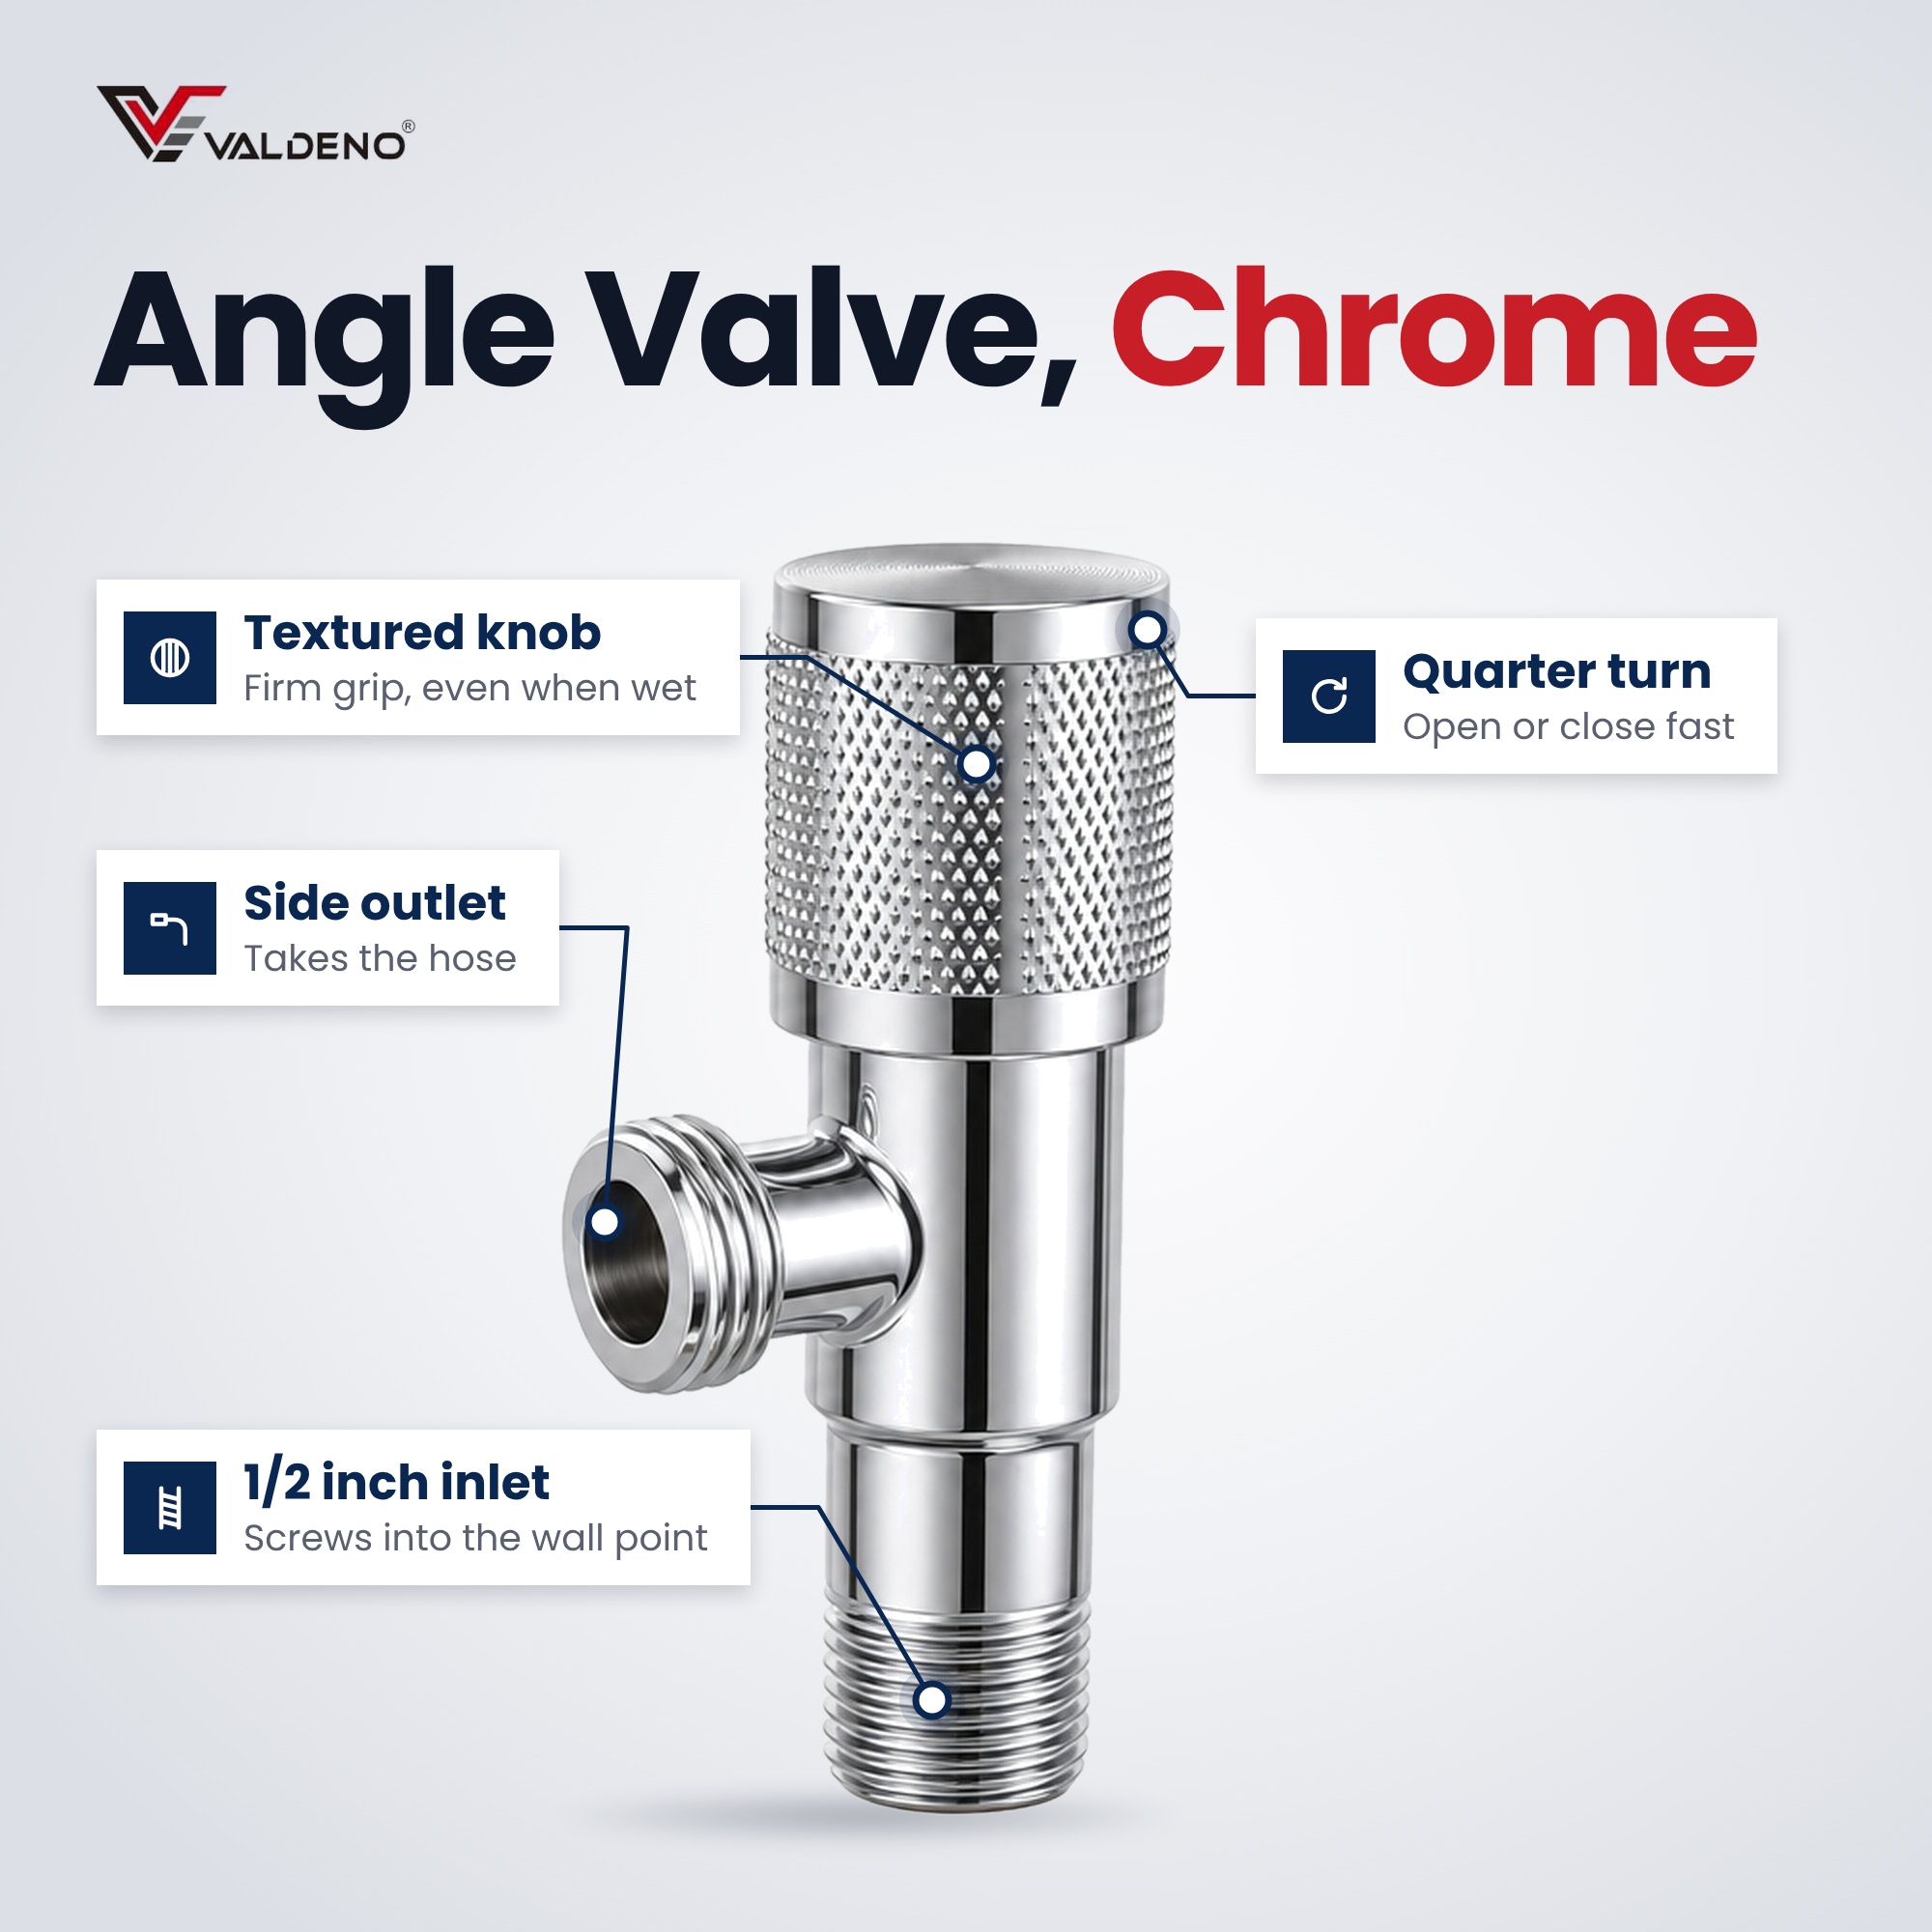 VALDENO®
Angle Valve, Chrome
Textured knob
Firm grip, even when wet
Quarter turn
Open or close fast
Side outlet
Takes the hose
1/2 inch inlet
Screws into the wall point